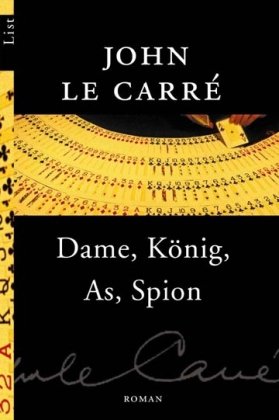 List
JOHN
LE CARRÉ
Dame, König,
As, Spion
ROMAN